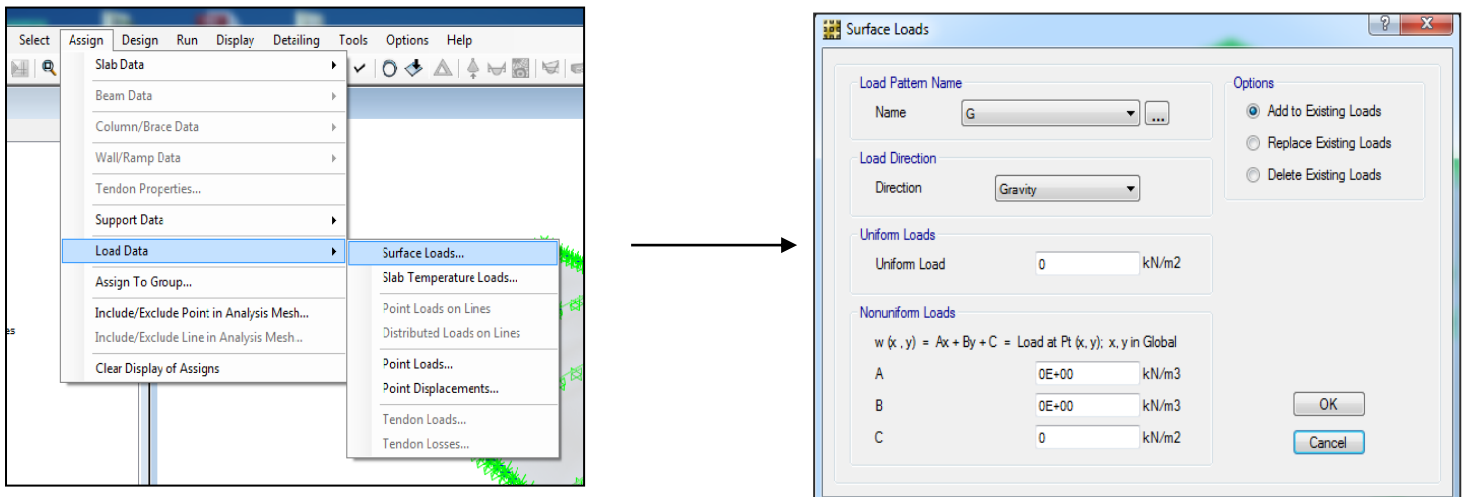 Select Assign Design Run Display Detailing Tools Options Help
Slab Data
Beam Data
Column/Brace Data
Wall/Ramp Data
Tendon Properties...
Support Data
Load Data
Assign To Group...
Include/Exclude Point in Analysis Mesh...
Include/Exclude Line in Analysis Mesh...
Clear Display of Assigns
es
Surface Loads...
Slab Temperature Loads...
Point Loads on Lines
Distributed Loads on Lines
Point Loads...
Point Displacements...
Tendon Loads...
Tendon Losses...
Surface Loads
Load Pattern Name
Name G ...
Load Direction
Direction Gravity
Uniform Loads
Uniform Load 0 kN/m2
Nonuniform Loads
w (x , y) = Ax + By + C = Load at Pt (x, y); x, y in Global
A 0E+00 kN/m3
B 0E+00 kN/m3
C 0 kN/m2
Options
Add to Existing Loads
Replace Existing Loads
Delete Existing Loads
OK
Cancel